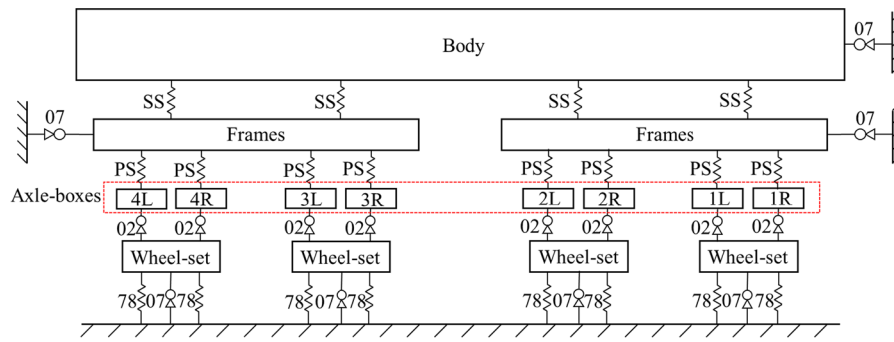 07
Body
SS SS SS SS
07 07
Frames Frames
PS PS PS PS PS PS PS PS
Axle-boxes 4L 4R 3L 3R 2L 2R 1L 1R
02 02 02 02 02 02 02 02
Wheel-set Wheel-set Wheel-set Wheel-set
78 07 78 78 07 78 78 07 78 78 07 78